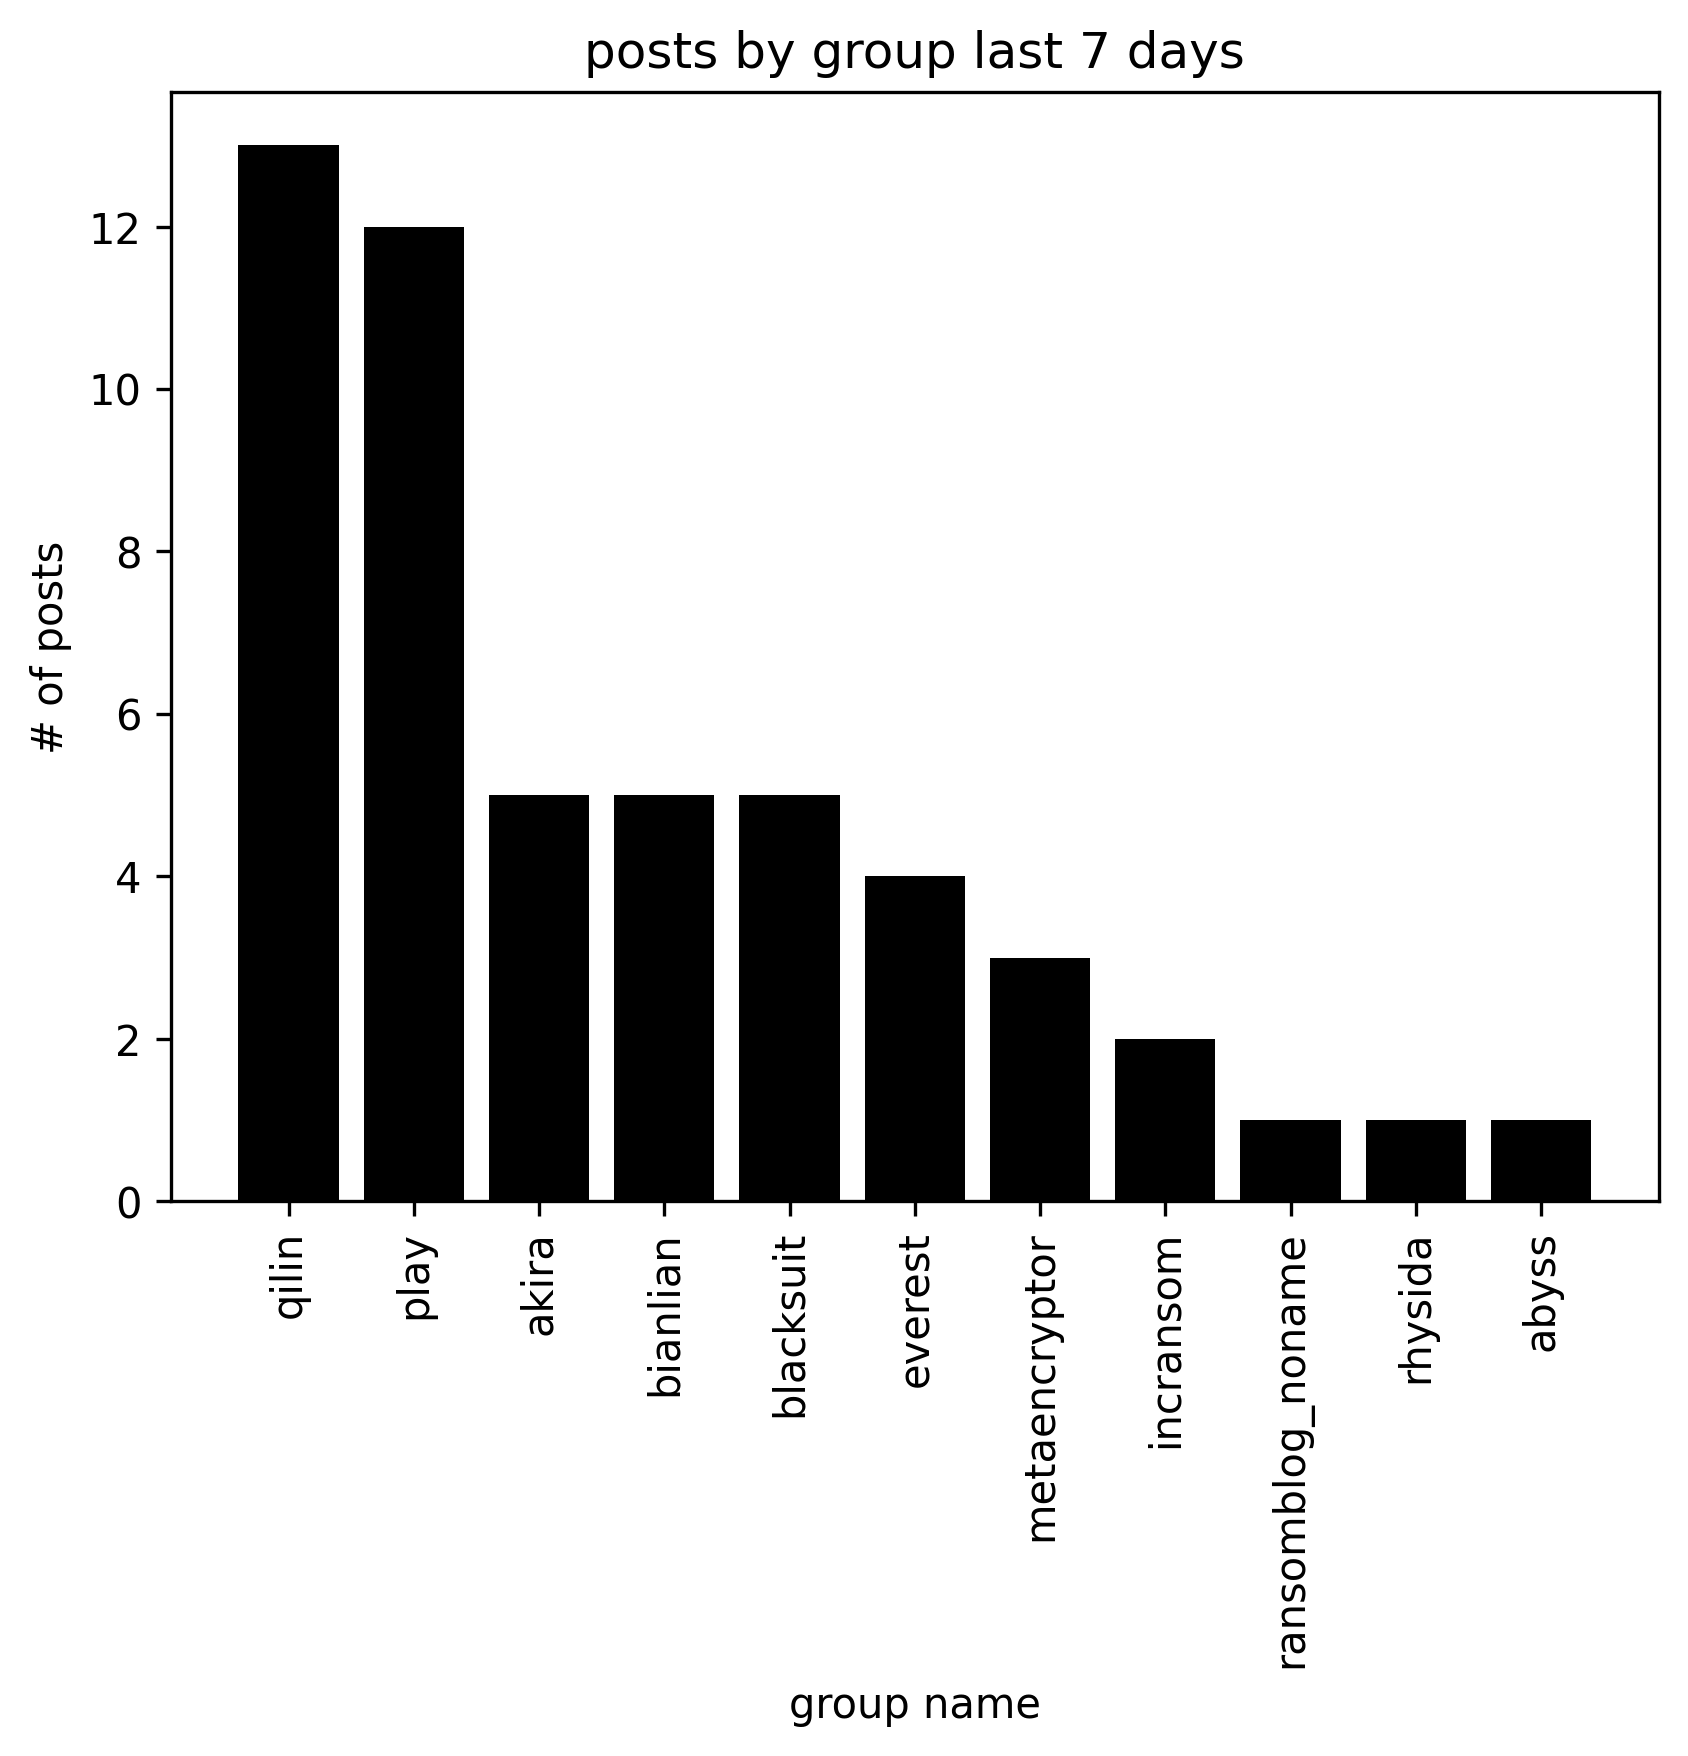 posts by group last 7 days
# of posts
12
10
8
6
4
2
0
qilin
play
akira
bianlian
blacksuit
everest
metaencryptor
incransom
ransomblog_noname
rhysida
abyss
group name